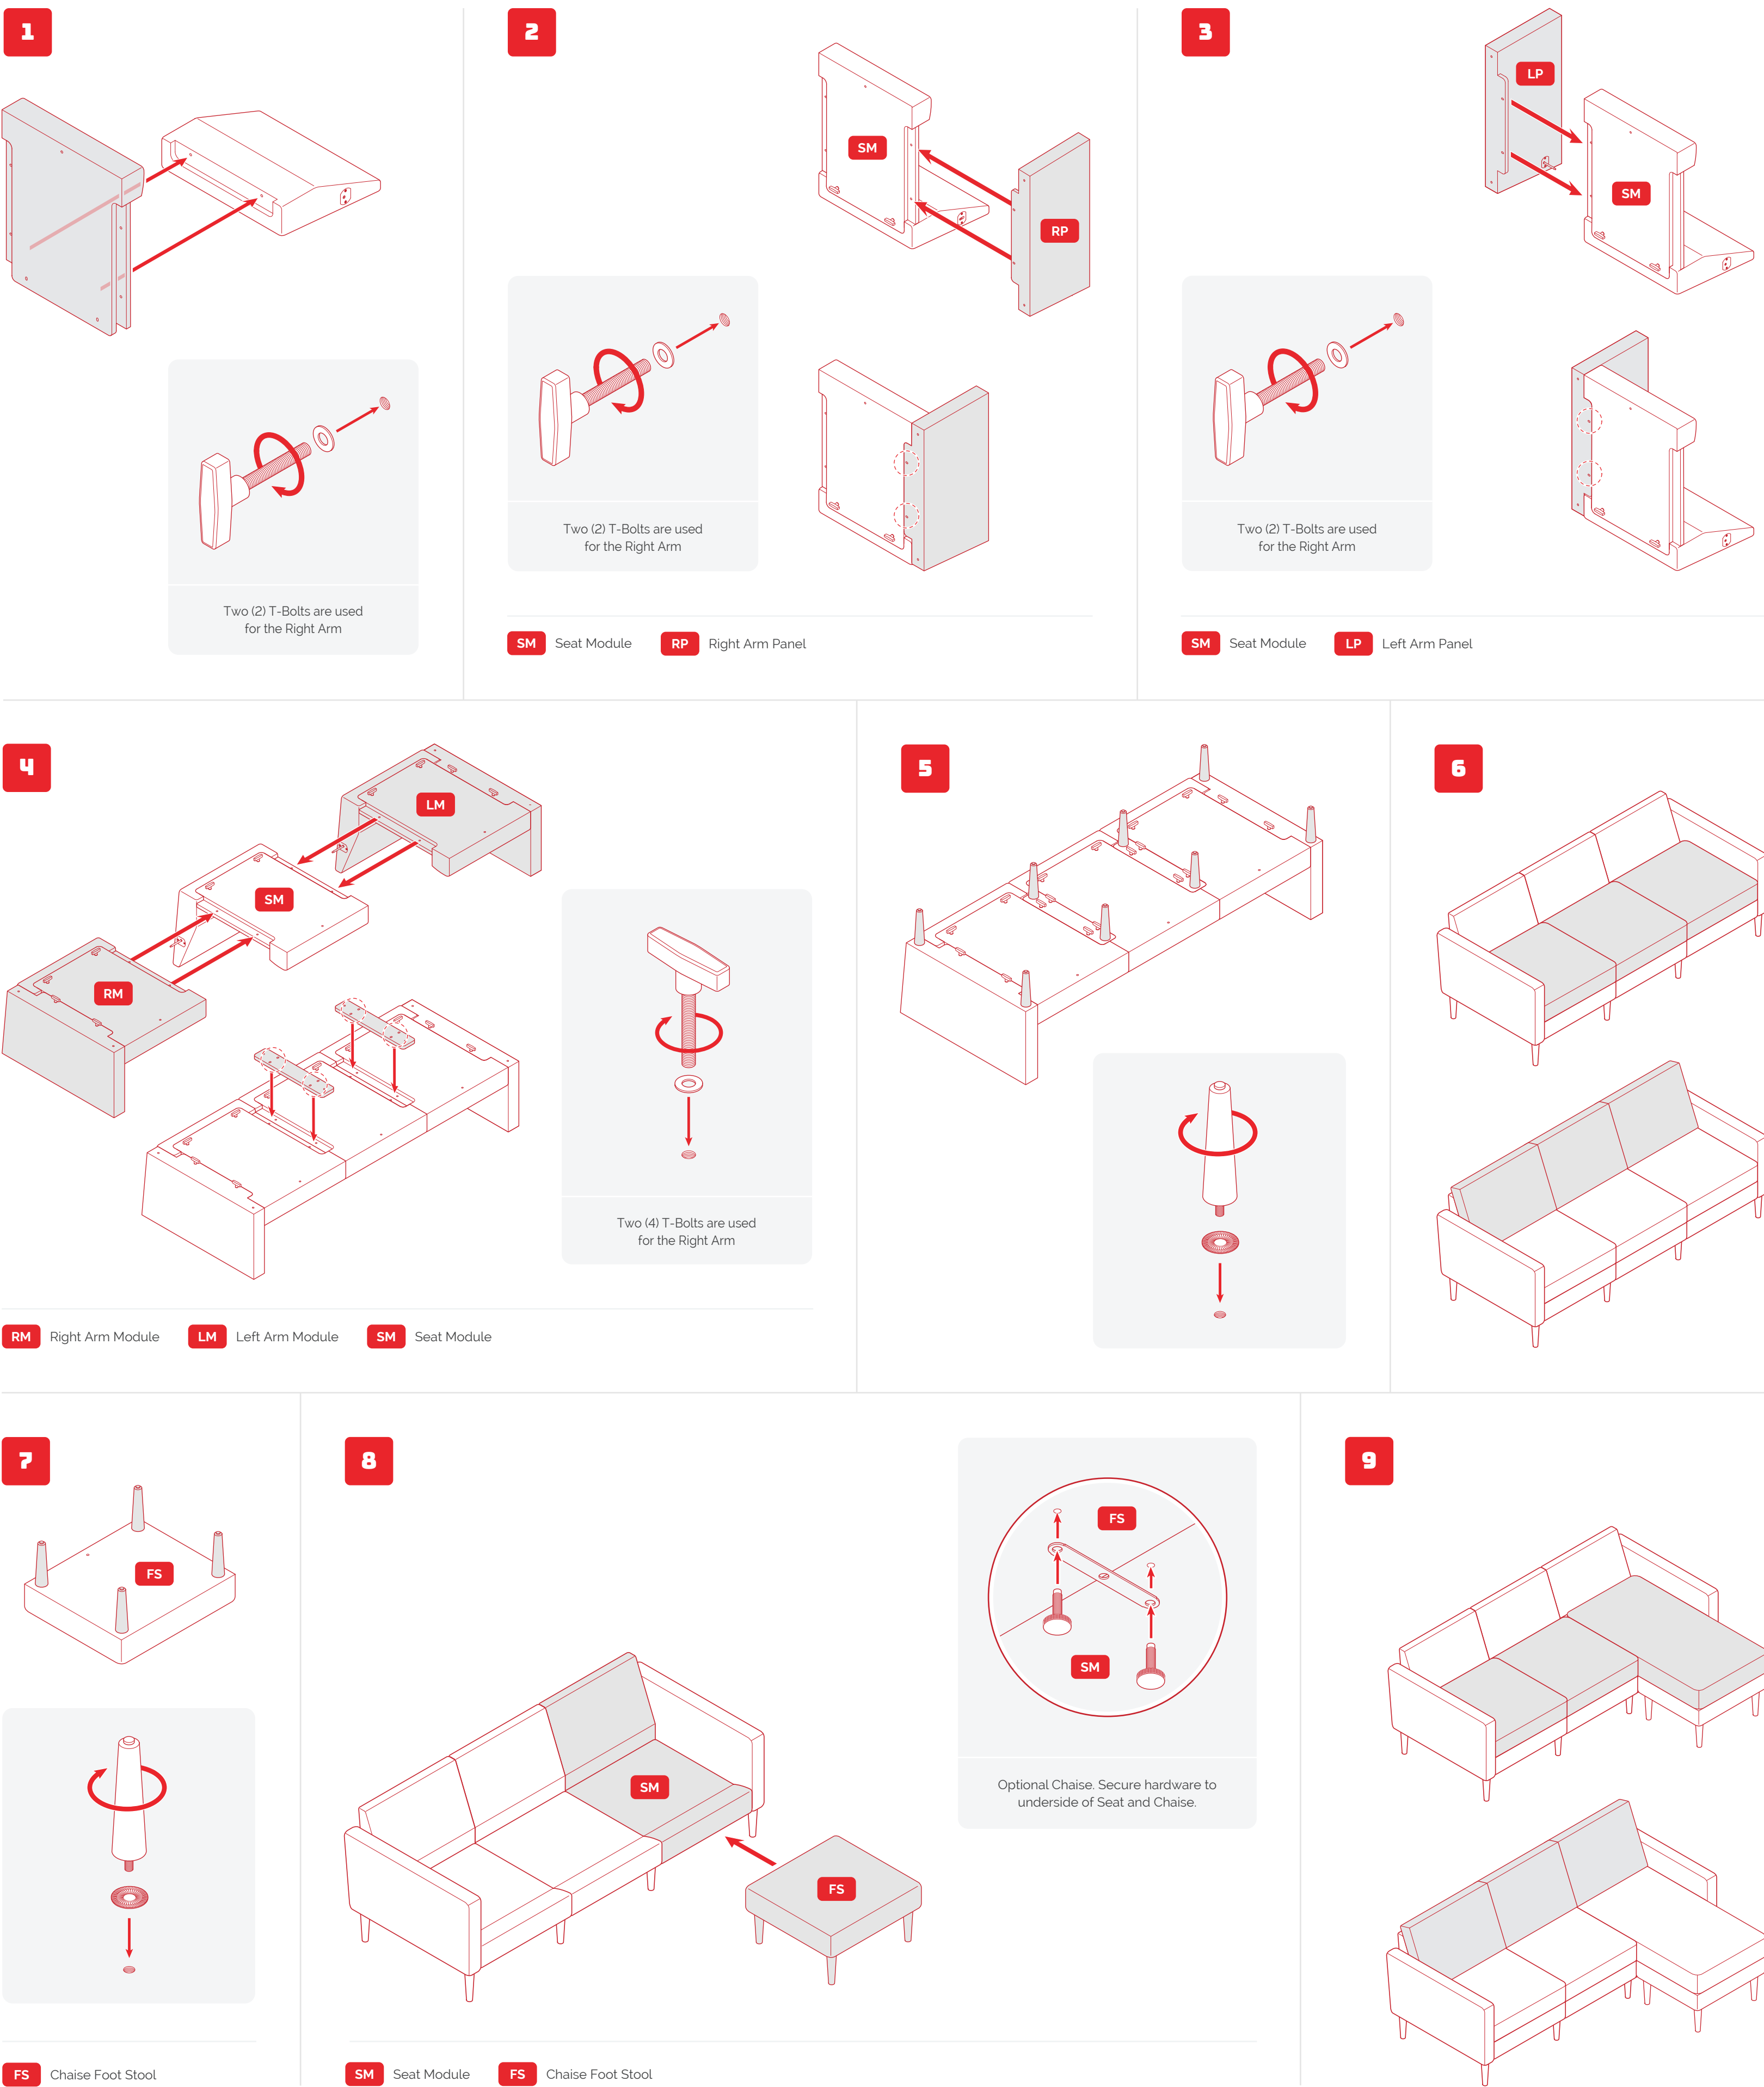 1
Two (2) T-Bolts are used
for the Right Arm
2
SM
RP
Two (2) T-Bolts are used
for the Right Arm
SM Seat Module RP Right Arm Panel
3
LP
SM
Two (2) T-Bolts are used
for the Right Arm
SM Seat Module LP Left Arm Panel
4
LM
SM
RM
Two (4) T-Bolts are used
for the Right Arm
RM Right Arm Module LM Left Arm Module SM Seat Module
5
6
7
FS
FS Chaise Foot Stool
8
FS
SM
Optional Chaise. Secure hardware to
underside of Seat and Chaise.
SM
FS
SM Seat Module FS Chaise Foot Stool
9